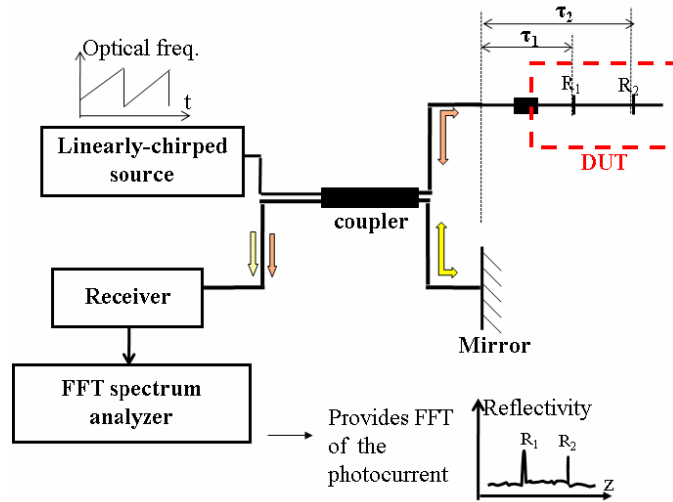 τ2
τ1
Optical freq.
t
R1
R2
DUT
Linearly-chirped
source
coupler
Receiver
Mirror
FFT spectrum
analyzer
Provides FFT
of the
photocurrent
Reflectivity
R1
R2
z